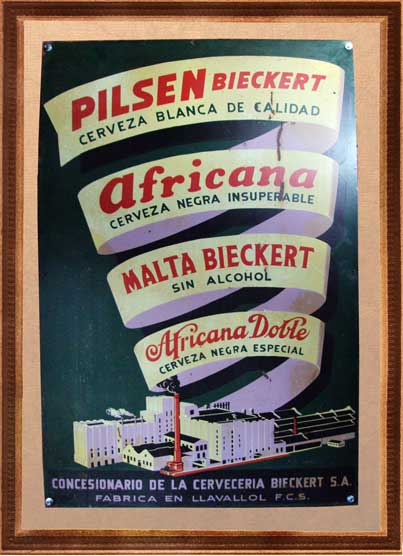 PILSEN BIECKERT
CERVEZA BLANCA DE CALIDAD
africana
CERVEZA NEGRA INSUPERABLE
MALTA BIECKERT
SIN ALCOHOL
Africana Doble
CERVEZA NEGRA ESPECIAL
CONCESIONARIO DE LA CERVECERIA BIECKERT S.A.
FABRICA EN LLAVALLOL F.C.S.